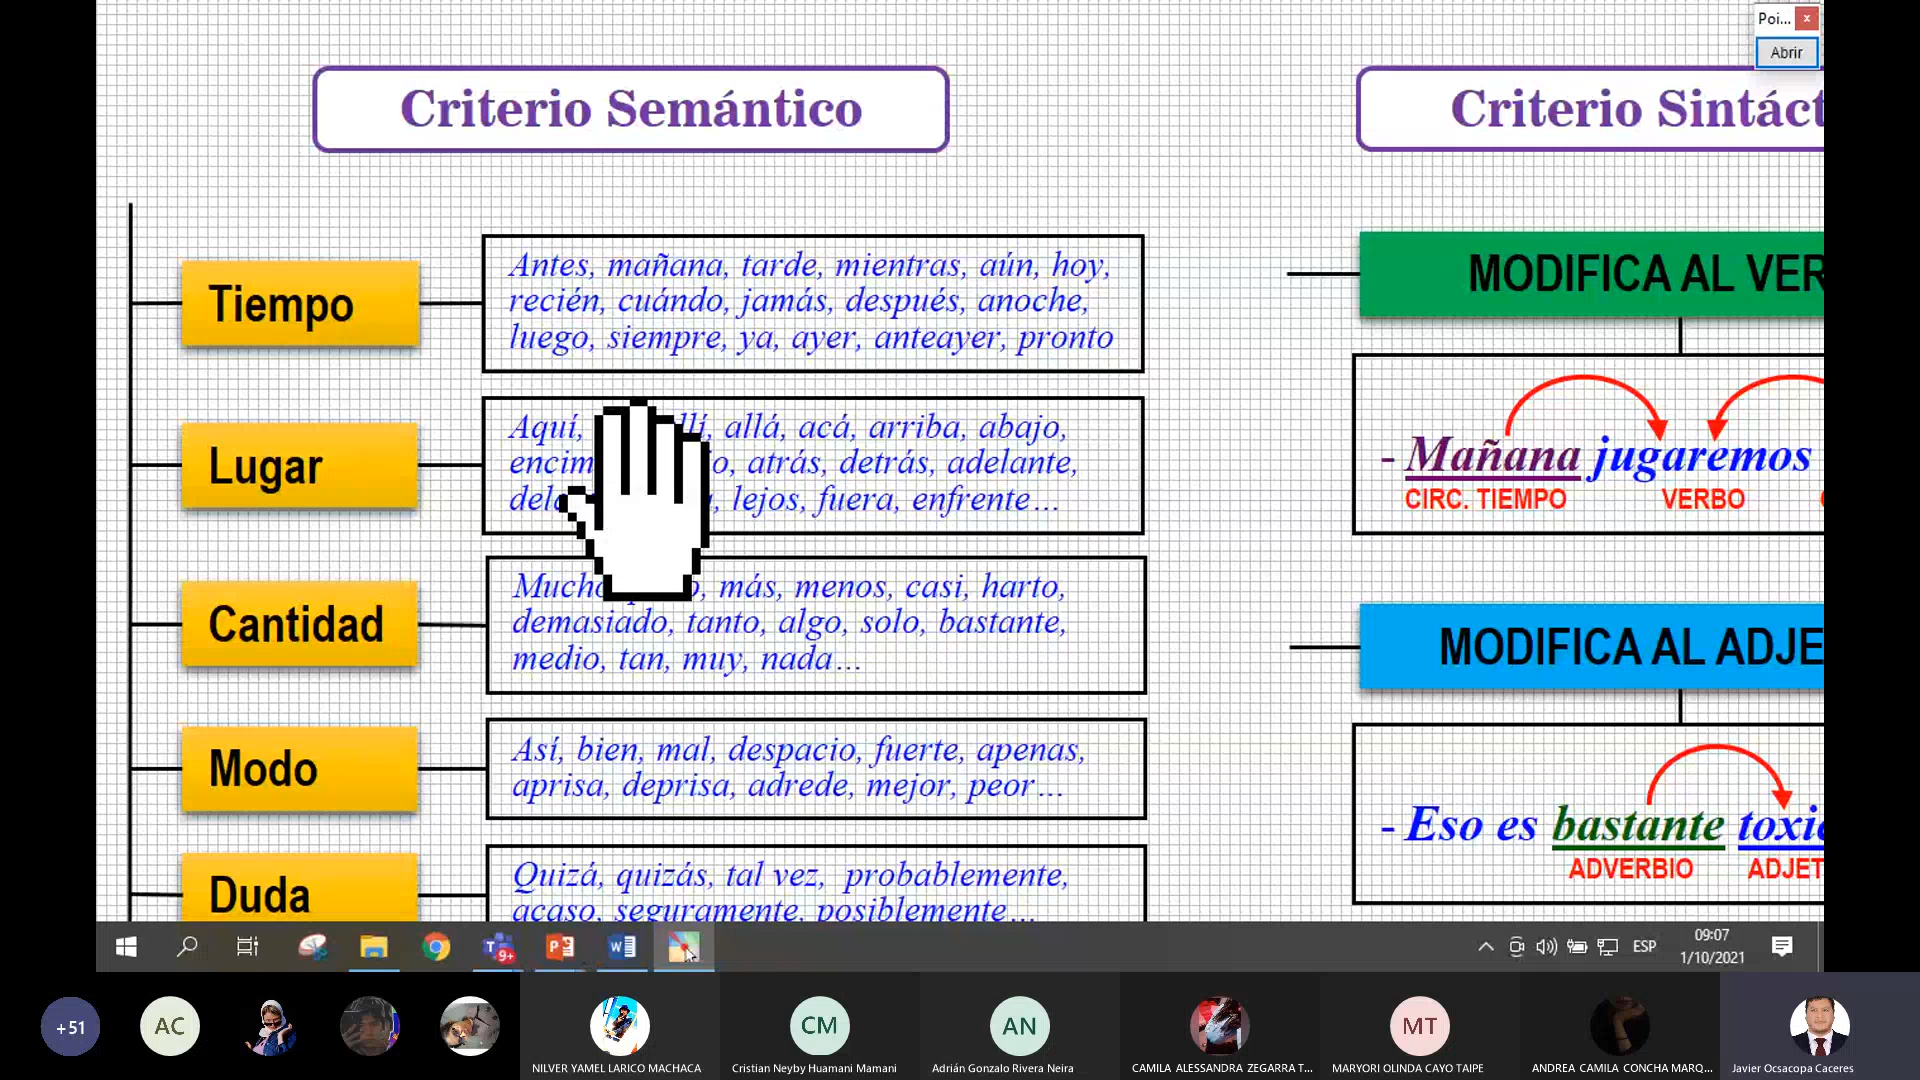 Poi...
Abrir
Criterio Semántico
Criterio Sintáct
Tiempo
Antes, mañana, tarde, mientras, aún, hoy,
recién, cuándo, jamás, después, anoche,
luego, siempre, ya, ayer, anteayer, pronto
Lugar
Aquí, allá, acá, arriba, abajo,
atrás, detrás, adelante,
lejos, fuera, enfrente...
Cantidad
más, menos, casi, harto,
demasiado, tanto, algo, solo, bastante,
medio, tan, muy, nada...
Modo
Así, bien, mal, despacio, fuerte, apenas,
aprisa, deprisa, adrede, mejor, peor...
Duda
Quizá, quizás, tal vez, probablemente,
acaso, seguramente, posiblemente...
MODIFICA AL VER
- Mañana jugaremos
CIRC. TIEMPO VERBO
MODIFICA AL ADJE
- Eso es bastante toxic
ADVERBIO ADJET
9+
ESP
09:07
1/10/2021
+51
AC
CM
AN
MT
NILVER YAMEL LARICO MACHACA
Cristian Neyby Huamani Mamani
Adrián Gonzalo Rivera Neira
CAMILA ALESSANDRA ZEGARRA T...
MARYORI OLINDA CAYO TAIPE
ANDREA CAMILA CONCHA MARQ...
Javier Ocsacopa Caceres